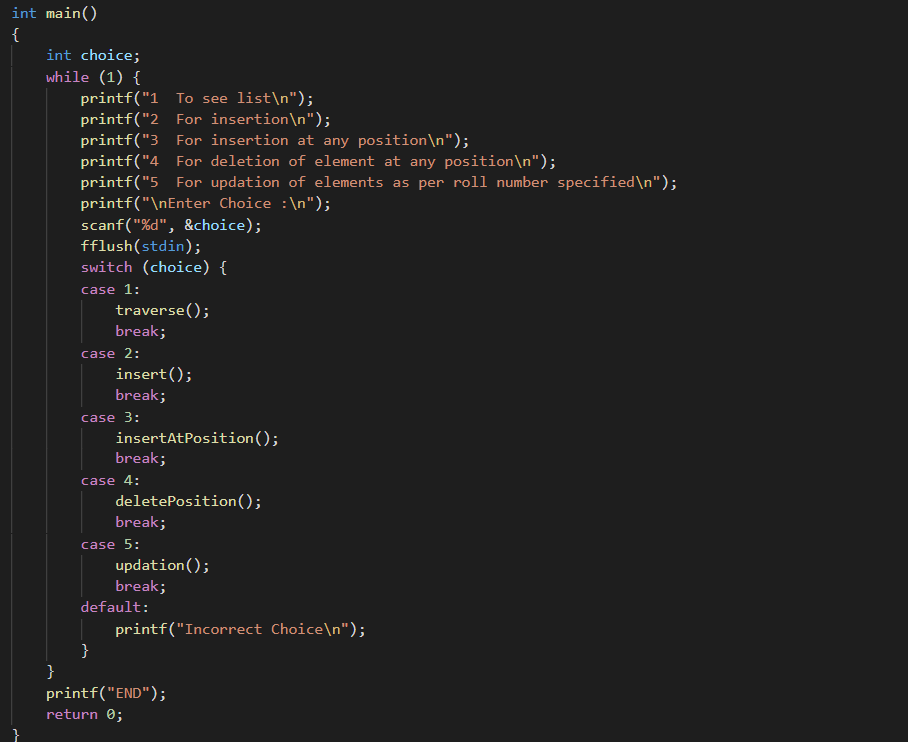 int main()
{
    int choice;
    while (1) {
        printf("1  To see list\n");
        printf("2  For insertion\n");
        printf("3  For insertion at any position\n");
        printf("4  For deletion of element at any position\n");
        printf("5  For updation of elements as per roll number specified\n");
        printf("\nEnter Choice :\n");
        scanf("%d", &choice);
        fflush(stdin);
        switch (choice) {
        case 1:
            traverse();
            break;
        case 2:
            insert();
            break;
        case 3:
            insertAtPosition();
            break;
        case 4:
            deletePosition();
            break;
        case 5:
            updation();
            break;
        default:
            printf("Incorrect Choice\n");
        }
    }
    printf("END");
    return 0;
}